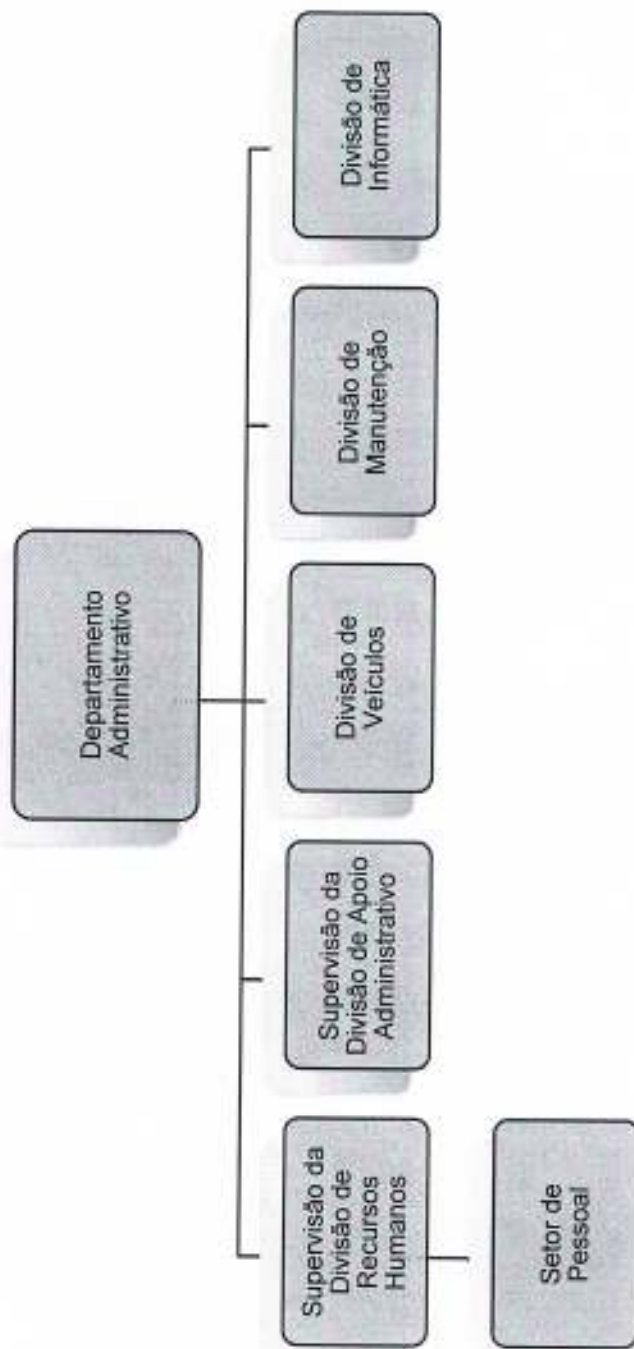 Departamento
Administrativo
Supervisão da
Divisão de
Recursos
Humanos
Supervisão da
Divisão de Apoio
Administrativo
Divisão de
Veículos
Divisão de
Manutenção
Divisão de
Informática
Setor de
Pessoal